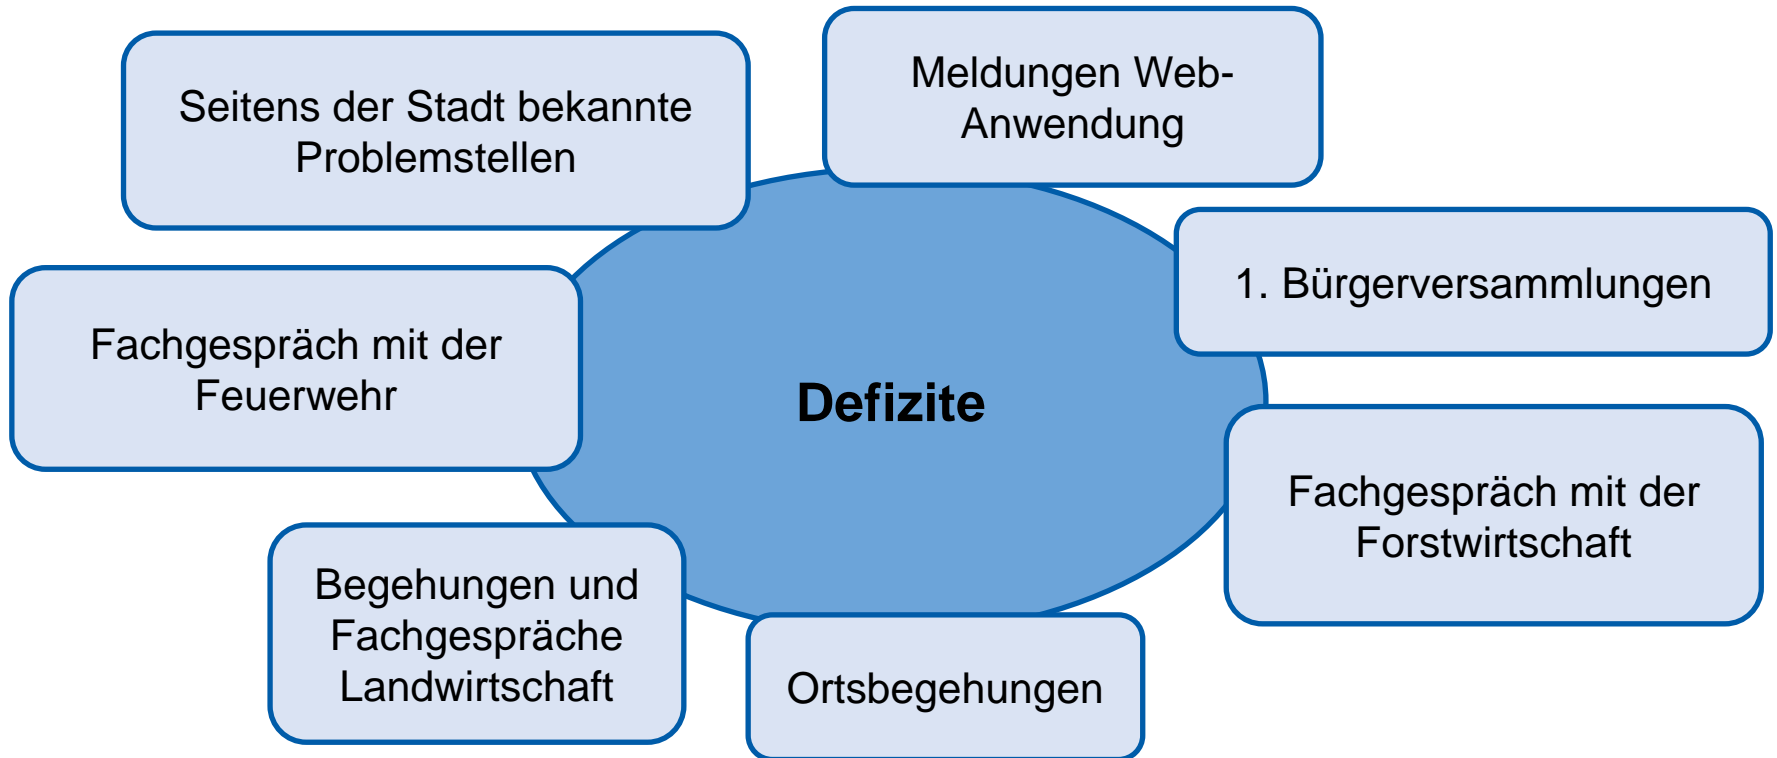 Seitens der Stadt bekannte
Problemstellen
Meldungen Web-
Anwendung
1. Bürgerversammlungen
Fachgespräch mit der
Feuerwehr
Defizite
Fachgespräch mit der
Forstwirtschaft
Begehungen und
Fachgespräche
Landwirtschaft
Ortsbegehungen